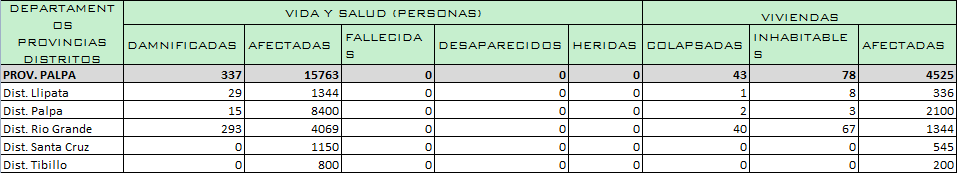 DEPARTAMENT
OS
PROVINCIAS
DISTRITOS
VIDA Y SALUD (PERSONAS)
VIVIENDAS
DAMNIFICADAS AFECTADAS FALLECIDA
S DESAPARECIDOS HERIDAS COLAPSADAS INHABITABLE
S AFECTADAS
PROV. PALPA 337 15763 0 0 0 43 78 4525
Dist. Llipata 29 1344 0 0 0 1 8 336
Dist. Palpa 15 8400 0 0 0 2 3 2100
Dist. Rio Grande 293 4069 0 0 0 40 67 1344
Dist. Santa Cruz 0 1150 0 0 0 0 0 545
Dist. Tibillo 0 800 0 0 0 0 0 200